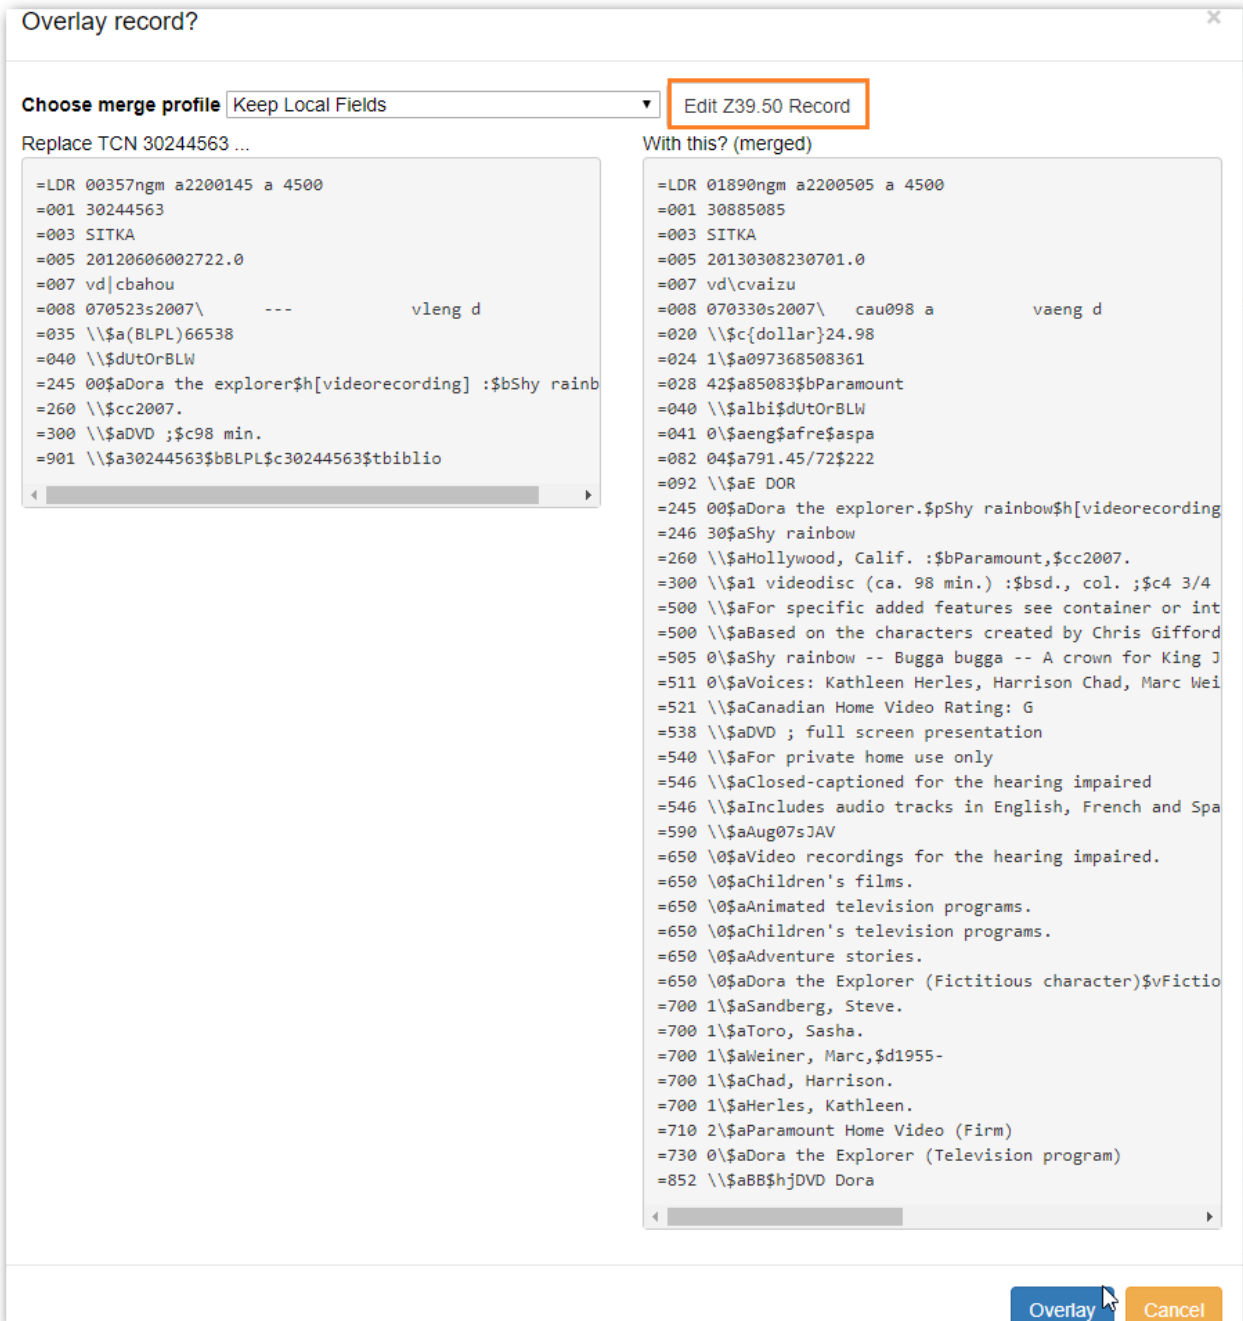 Overlay record?
×
Choose merge profile Keep Local Fields Edit Z39.50 Record
Replace TCN 30244563 ...
=LDR 00357ngm a2200145 a 4500
=001 30244563
=003 SITKA
=005 20120606002722.0
=007 vd|cbahou
=008 070523s2007\      ---             vleng d
=035 \\$a(BLPL)66538
=040 \\$dUtOrBLW
=245 00$aDora the explorer$h[videorecording] :$bShy rainb
=260 \\$cc2007.
=300 \\$aDVD ;$c98 min.
=901 \\$a30244563$bBLPL$c30244563$tbiblio
With this? (merged)
=LDR 01890ngm a2200505 a 4500
=001 30885085
=003 SITKA
=005 20130308230701.0
=007 vd\cvaizu
=008 070330s2007\   cau098 a           vaeng d
=020 \\$c{dollar}24.98
=024 1\$a097368508361
=028 42$a85083$bParamount
=040 \\$albi$dUtOrBLW
=041 0\$aeng$afre$aspa
=082 04$a791.45/72$222
=092 \\$aE DOR
=245 00$aDora the explorer.$pShy rainbow$h[videorecording
=246 30$aShy rainbow
=260 \\$aHollywood, Calif. :$bParamount,$cc2007.
=300 \\$a1 videodisc (ca. 98 min.) :$bsd., col. ;$c4 3/4
=500 \\$aFor specific added features see container or int
=500 \\$aBased on the characters created by Chris Gifford
=505 0\$aShy rainbow -- Bugga bugga -- A crown for King J
=511 0\$aVoices: Kathleen Herles, Harrison Chad, Marc Wei
=521 \\$aCanadian Home Video Rating: G
=538 \\$aDVD ; full screen presentation
=540 \\$aFor private home use only
=546 \\$aClosed-captioned for the hearing impaired
=546 \\$aIncludes audio tracks in English, French and Spa
=590 \\$aAug07sJAV
=650 \0$aVideo recordings for the hearing impaired.
=650 \0$aChildren's films.
=650 \0$aAnimated television programs.
=650 \0$aChildren's television programs.
=650 \0$aAdventure stories.
=650 \0$aDora the Explorer (Fictitious character)$vFictio
=700 1\$aSandberg, Steve.
=700 1\$aToro, Sasha.
=700 1\$aWeiner, Marc,$d1955-
=700 1\$aChad, Harrison.
=700 1\$aHerles, Kathleen.
=710 2\$aParamount Home Video (Firm)
=730 0\$aDora the Explorer (Television program)
=852 \\$aBB$hjDVD Dora
Overlay Cancel